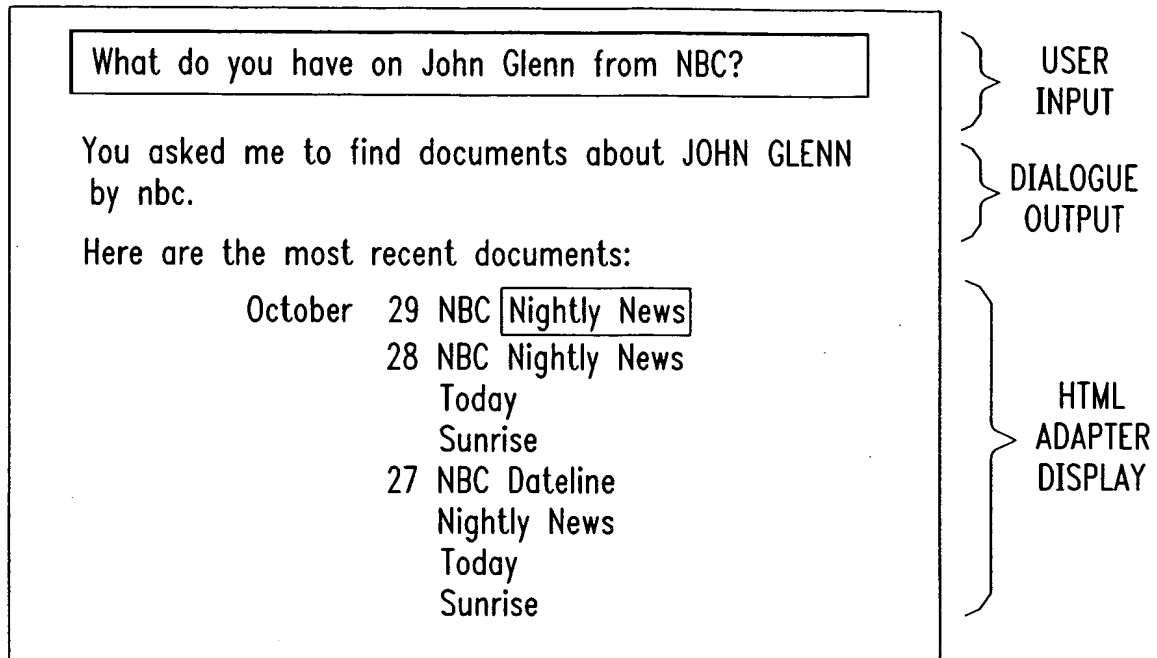 What do you have on John Glenn from NBC?
USER
INPUT
You asked me to find documents about JOHN GLENN
by nbc.
DIALOGUE
OUTPUT
Here are the most recent documents:
October 29 NBC Nightly News
28 NBC Nightly News
Today
Sunrise
27 NBC Dateline
Nightly News
Today
Sunrise
HTML
ADAPTER
DISPLAY